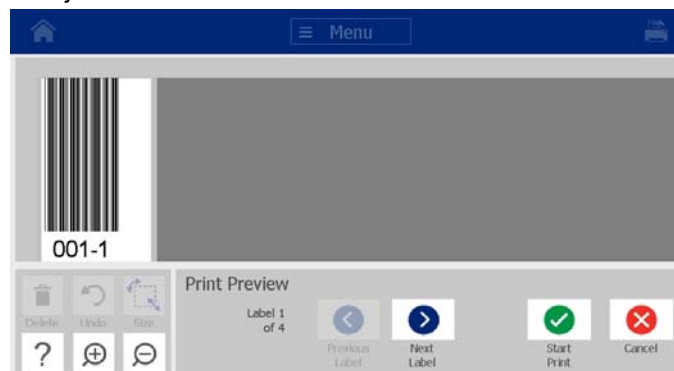 Menu
001-1
Delete
Undo
Size
?
Print Preview
Label 1
of 4
Previous
Label
Next
Label
Start
Print
Cancel